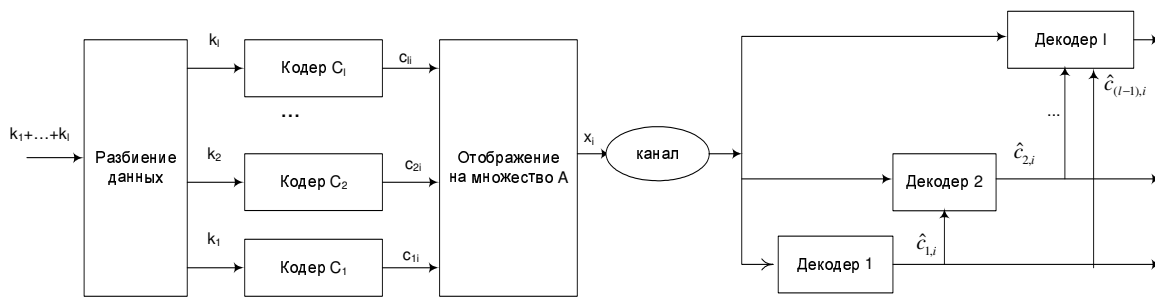 k₁+…+kₗ
Разбиение
данных
kₗ
Кодер Cₗ
cₗᵢ
...
k₂
Кодер C₂
c₂ᵢ
k₁
Кодер C₁
c₁ᵢ
Отображение
на множество A
xᵢ
канал
Декодер l
ĉ₍ₗ₋₁₎,ᵢ
...
ĉ₂,ᵢ
Декодер 2
ĉ₁,ᵢ
Декодер 1